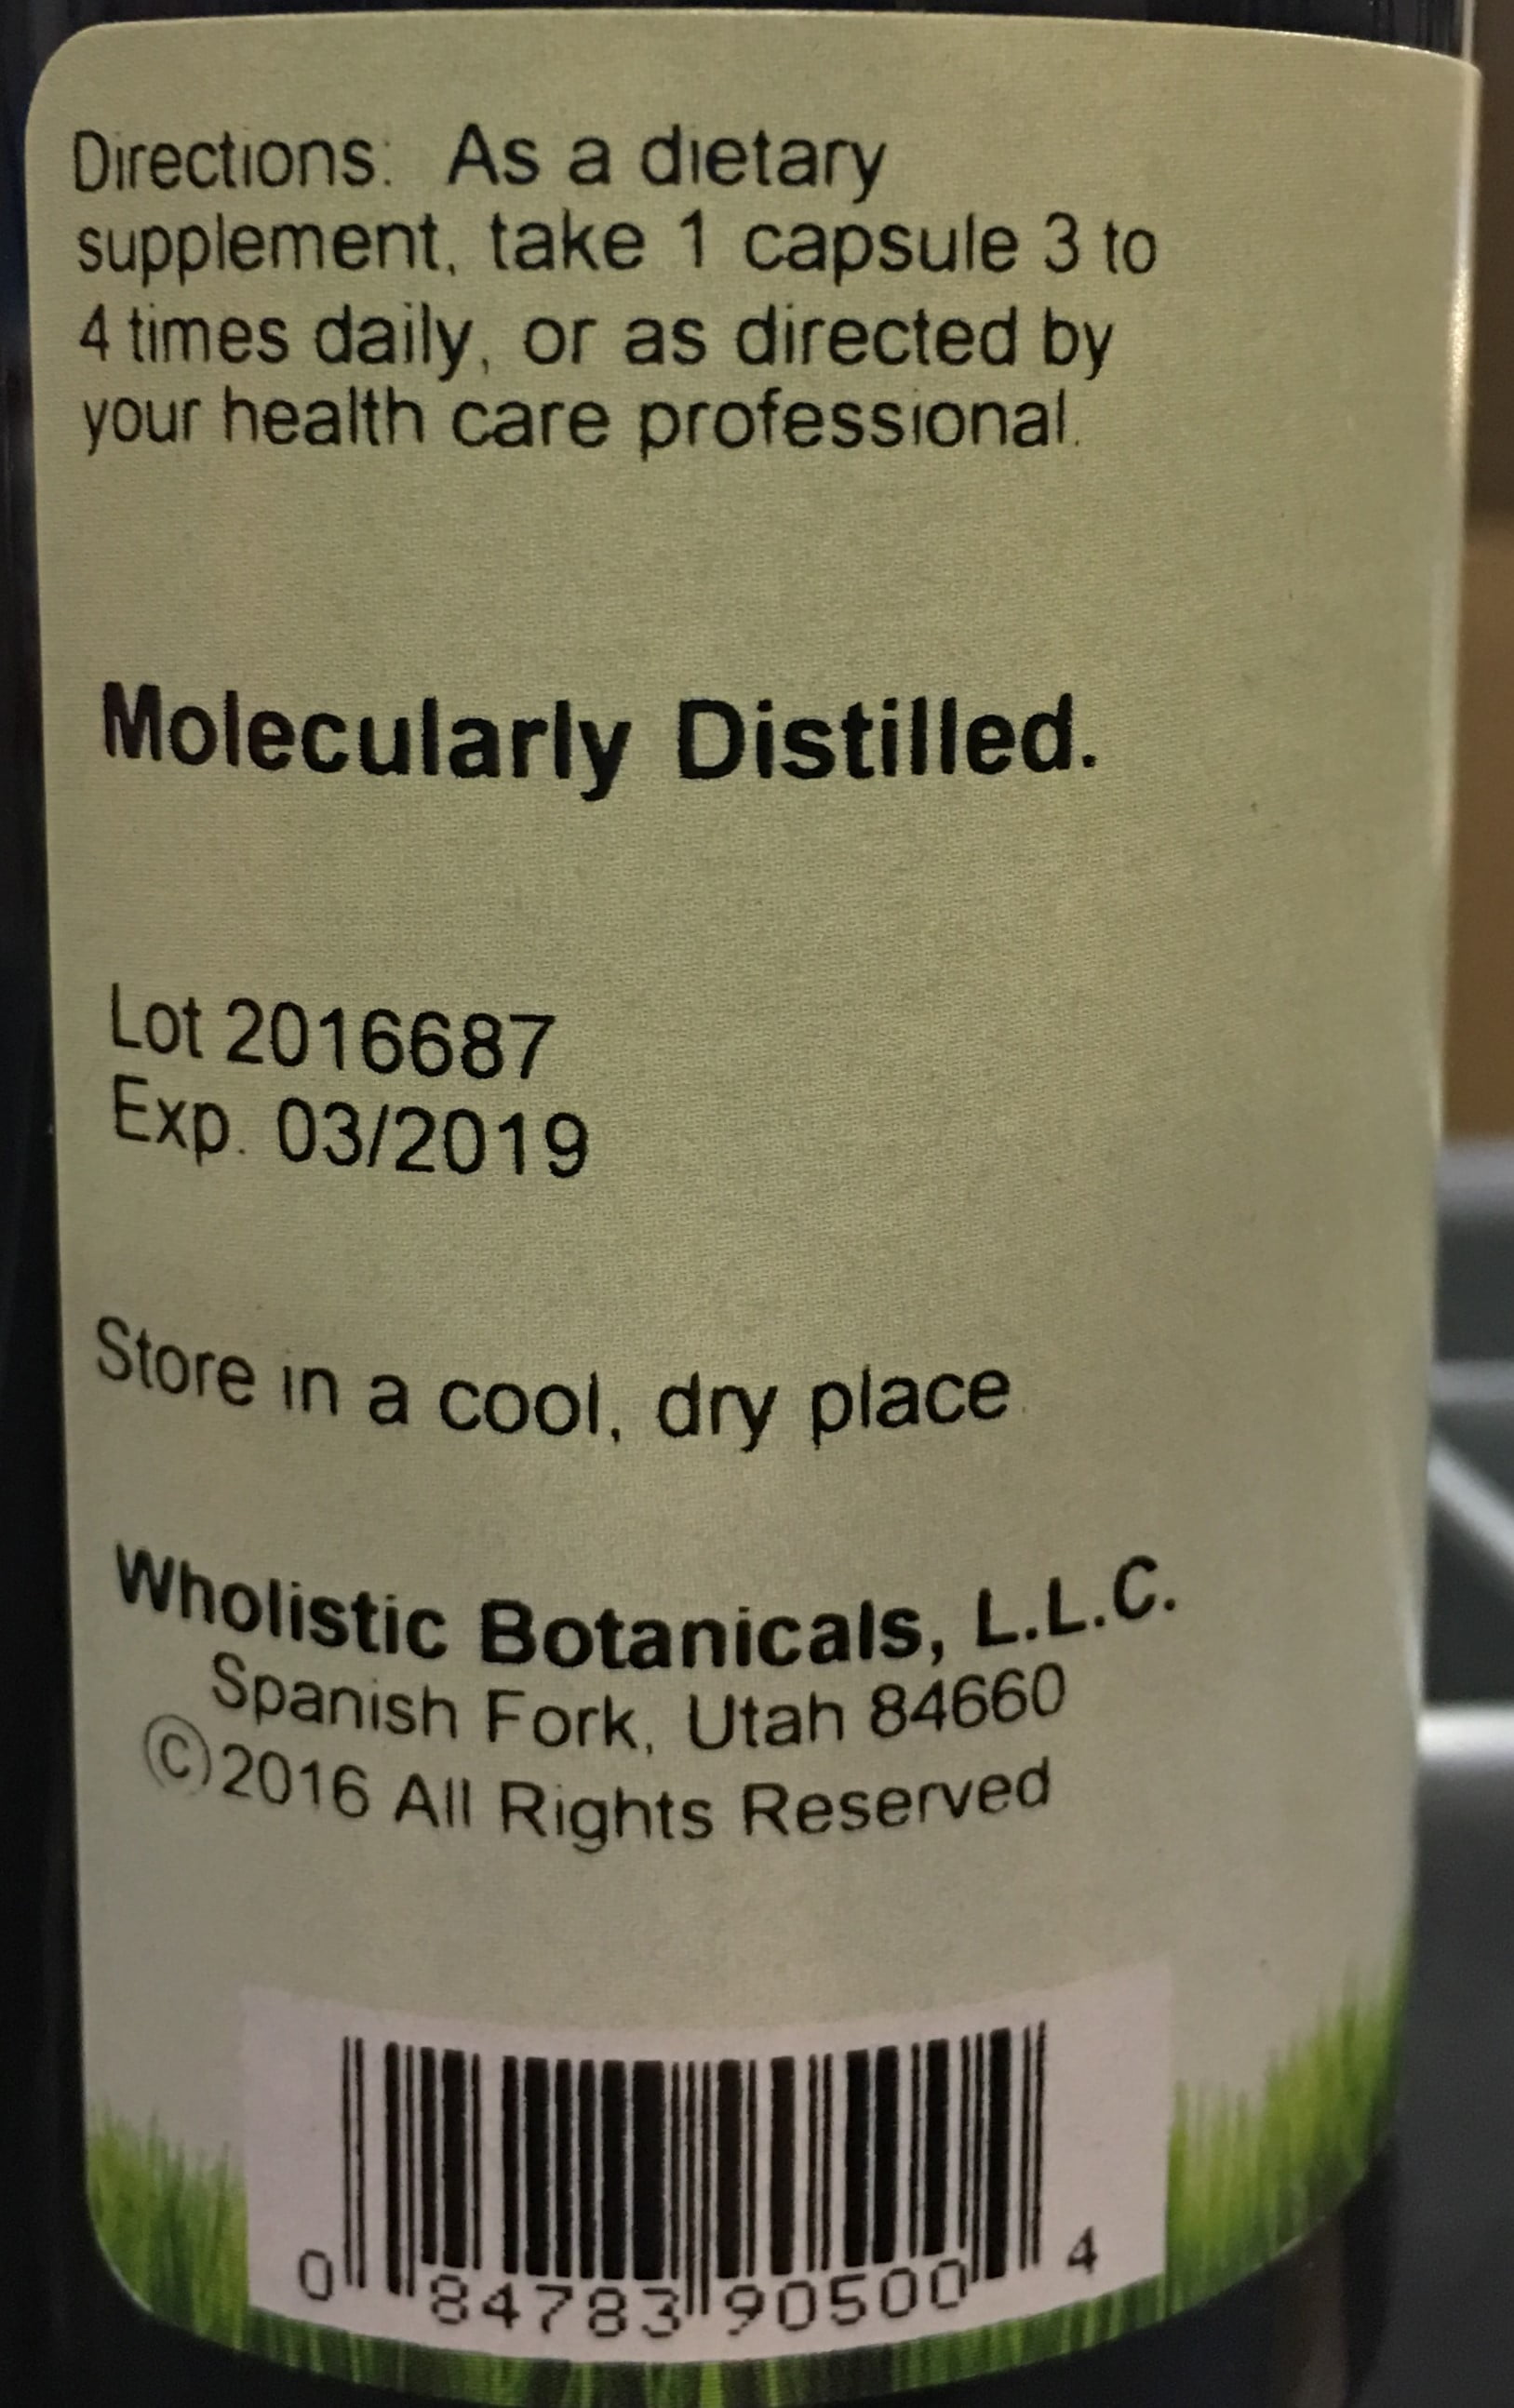 Directions: As a dietary
supplement, take 1 capsule 3 to
4 times daily, or as directed by
your health care professional.
Molecularly Distilled.
Lot 2016687
Exp. 03/2019
Store in a cool, dry place.
Wholistic Botanicals, L.L.C.
Spanish Fork, Utah 84660
©2016 All Rights Reserved
0 84783 90500 4